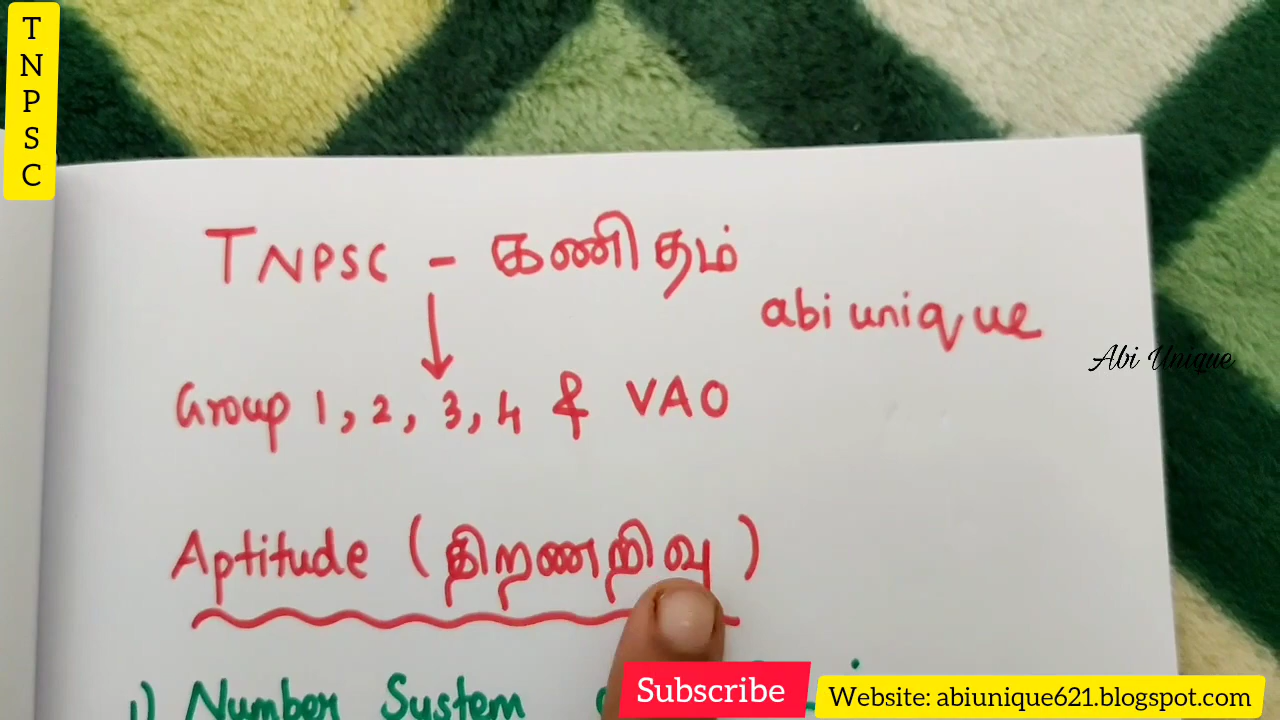 T
N
P
S
C
TNPSC - கணிதம்
abi unique
Abi Unique
Group 1, 2, 3, 4 & VAO
Aptitude (திறனறிவு)
1) Number System
Subscribe
Website: abiunique621.blogspot.com